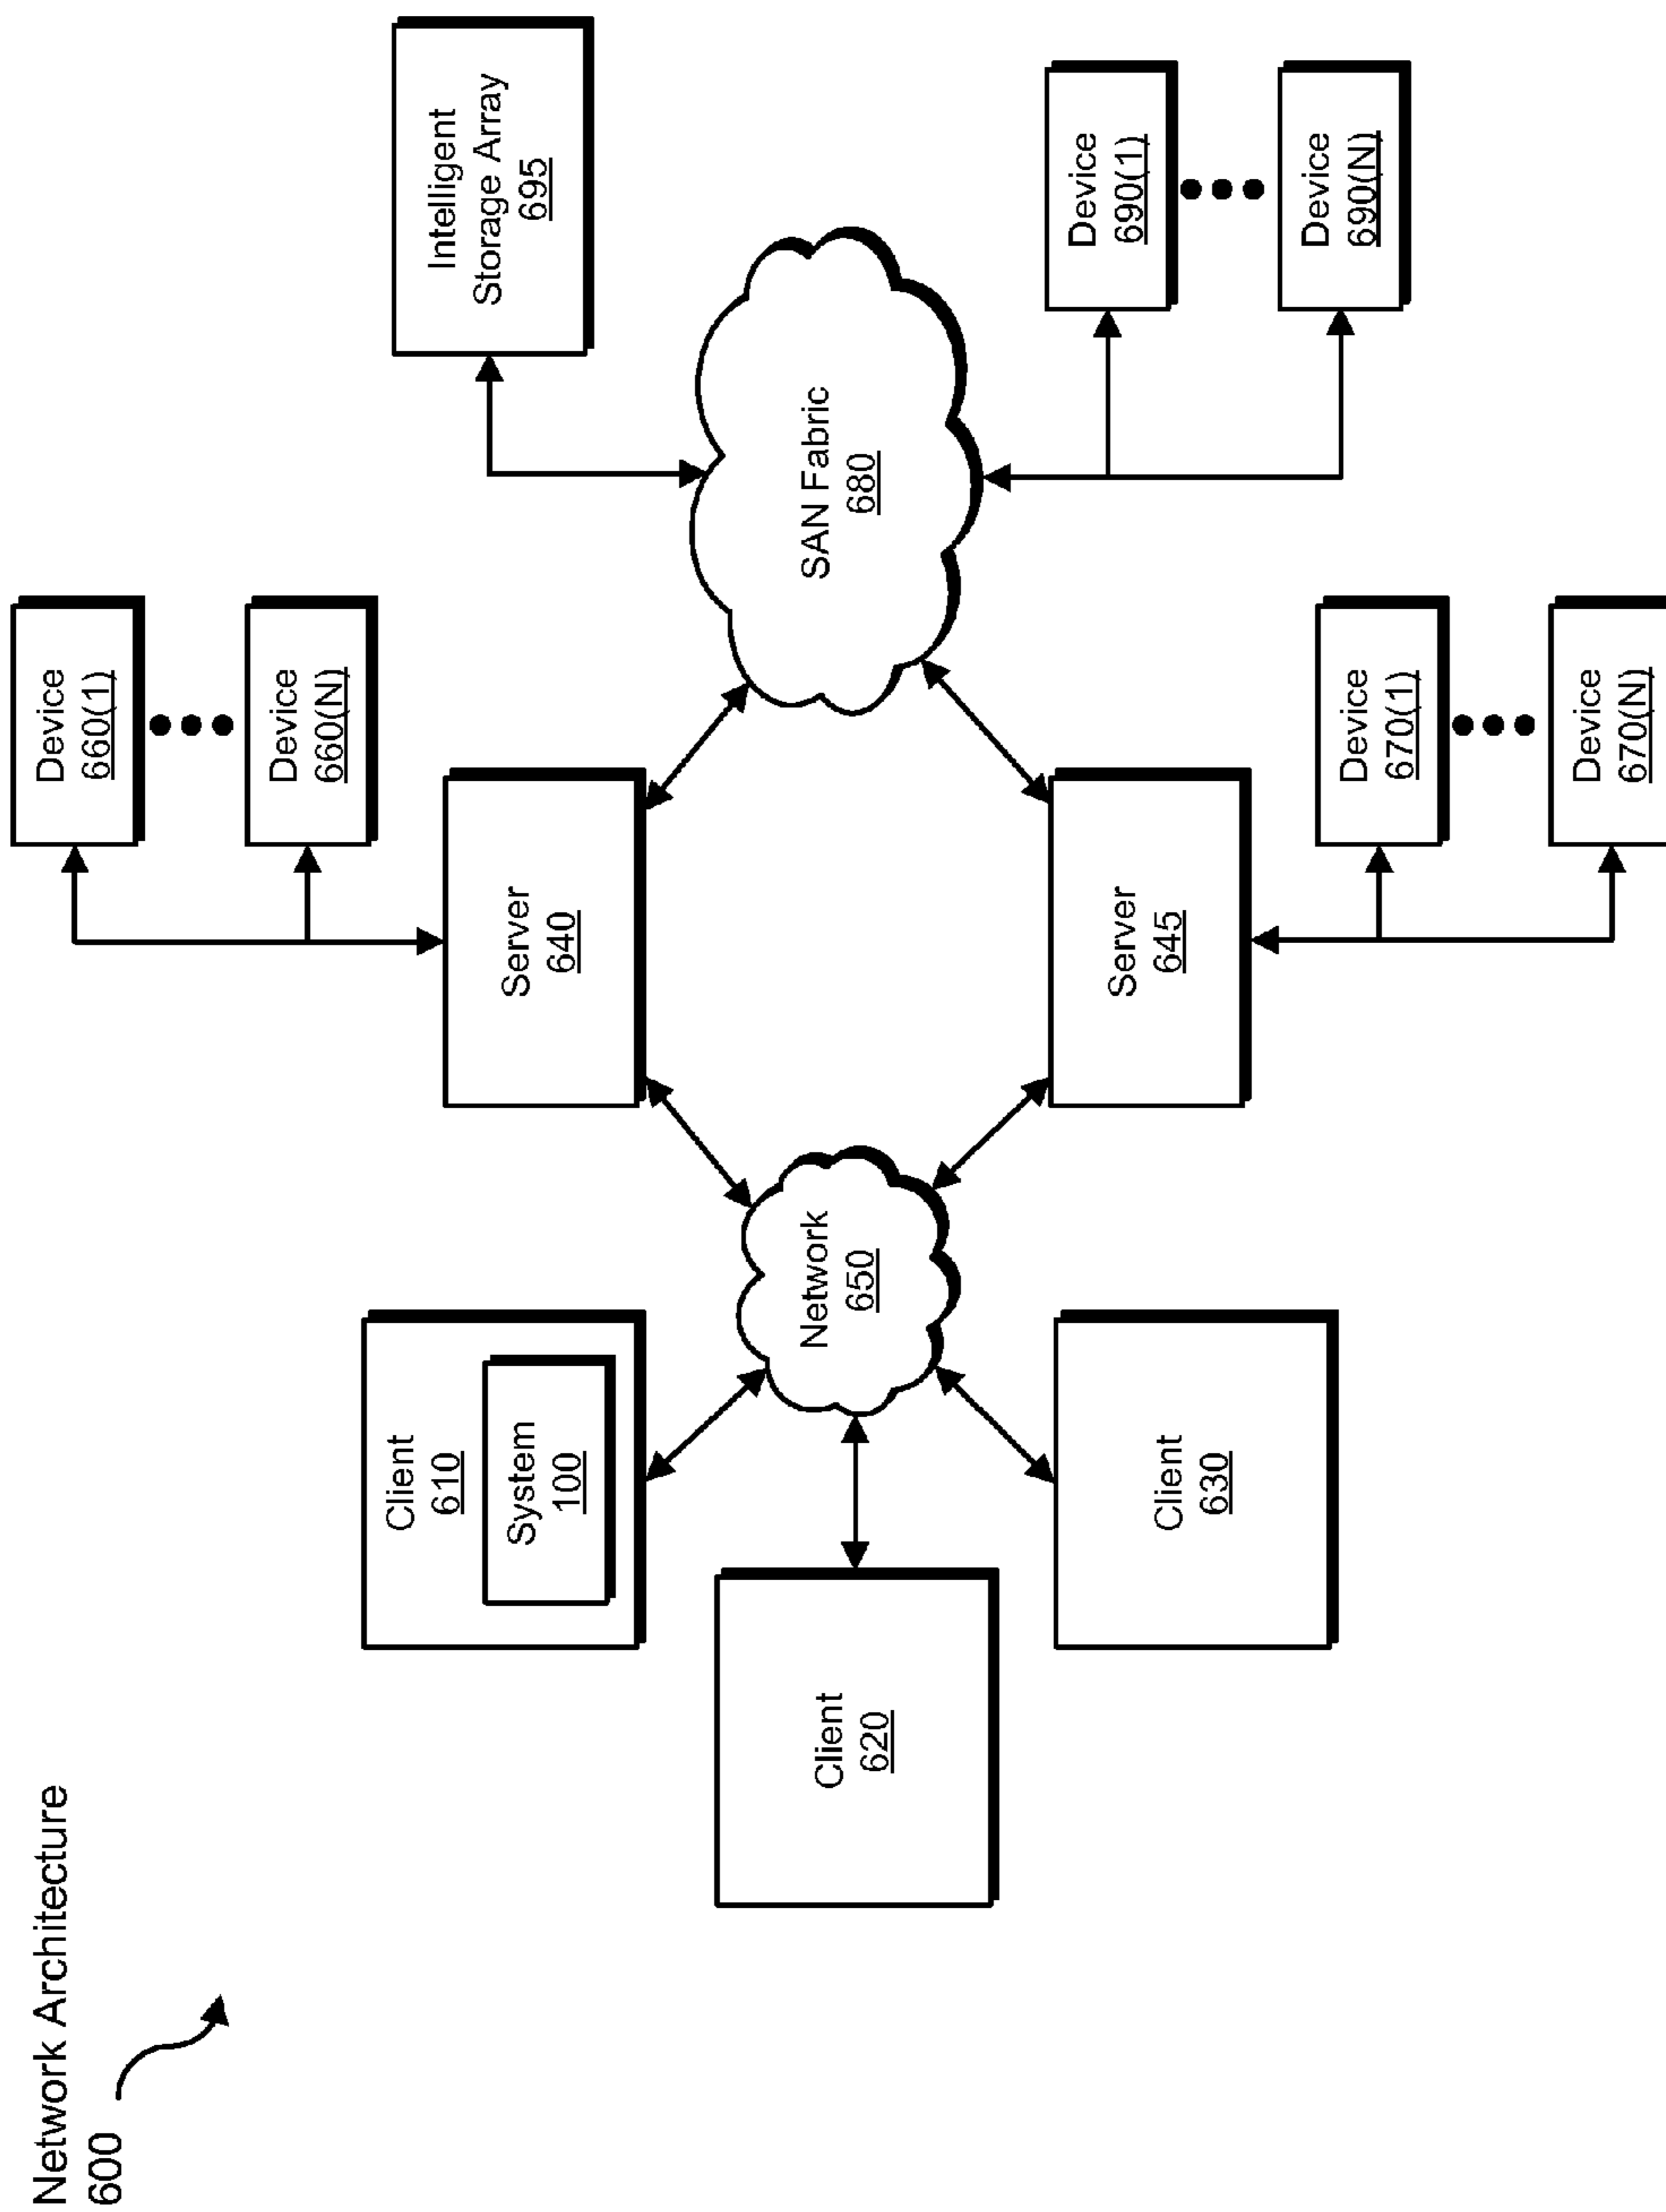 Network Architecture
600
Client
610
System
100
Client
620
Client
630
Network
650
Server
640
Server
645
Device
660(1)
Device
660(N)
Device
670(1)
Device
670(N)
SAN Fabric
680
Intelligent
Storage Array
695
Device
690(1)
Device
690(N)